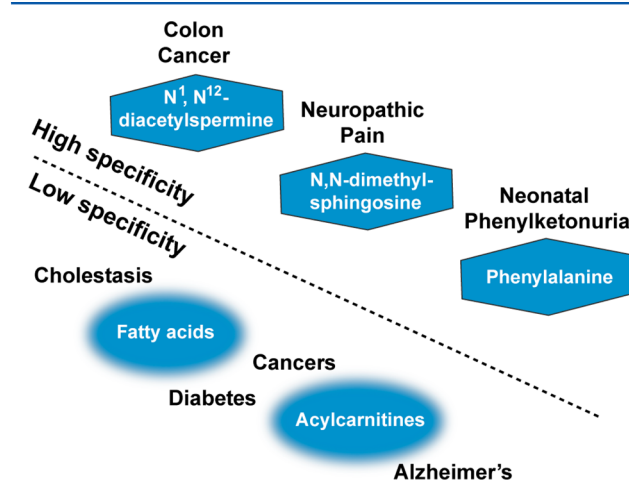 Colon
Cancer
N¹, N¹²-
diacetylspermine
Neuropathic
Pain
N,N-dimethyl-
sphingosine
Neonatal
Phenylketonuria
Phenylalanine
High specificity
Low specificity
Cholestasis
Fatty acids
Cancers
Diabetes
Acylcarnitines
Alzheimer's